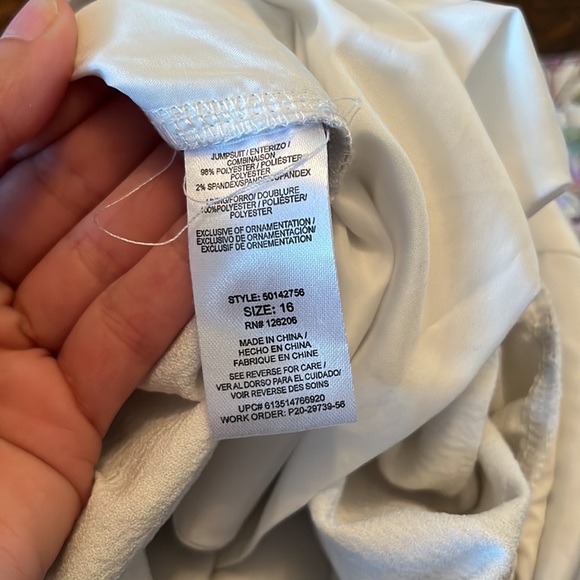 JUMPSUIT / ENTERIZO /
COMBINAISON
98% POLYESTER / POLIÉSTER
POLYESTER
2% SPANDEX/SPANDEX/SPANDEX
LINING/FORRO/ DOUBLURE
100%POLYESTER / POLIÉSTER/
POLYESTER
EXCLUSIVE OF ORNAMENTATION /
EXCLUSIVO DE ORNAMENTACIÓN/
EXCLUSIF DE ORNEMENTATION
STYLE: 50142756
SIZE: 16
RN# 126206
MADE IN CHINA /
HECHO EN CHINA
FABRIQUE EN CHINE
SEE REVERSE FOR CARE /
VER AL DORSO PARA EL CUIDADO/
VOIR REVERSE DES SOINS
UPC# 613514766920
WORK ORDER: P20-29739-56